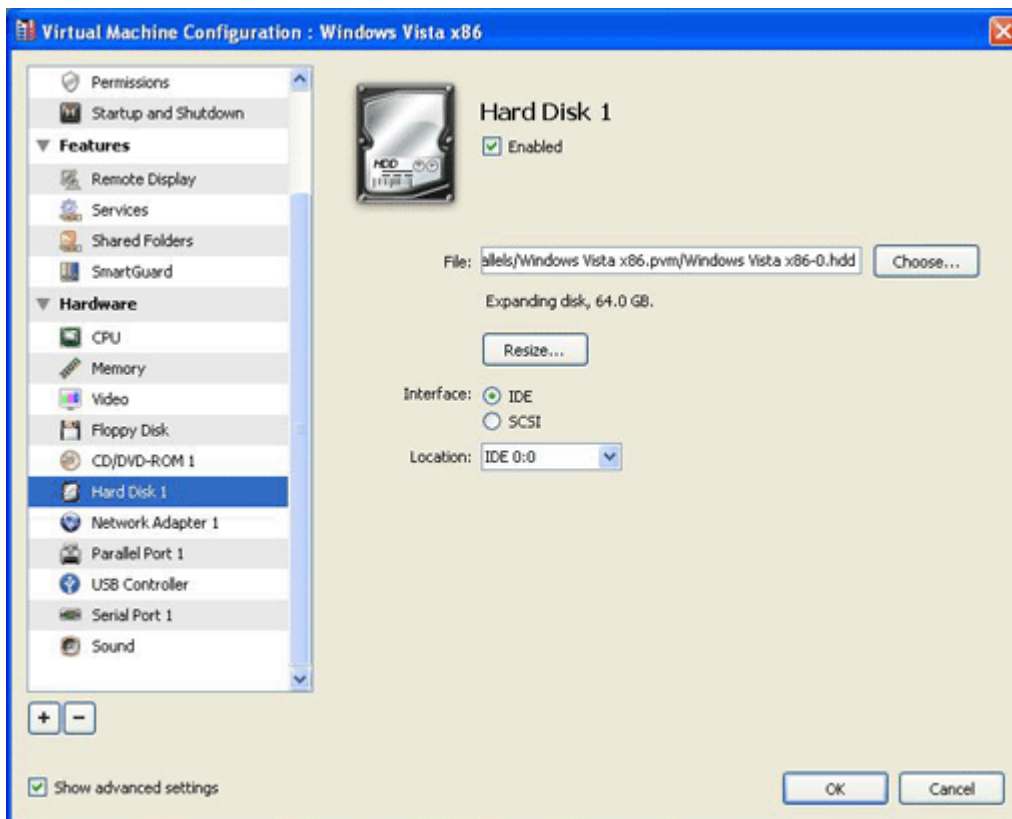 Virtual Machine Configuration : Windows Vista x86
Permissions
Startup and Shutdown
Features
Remote Display
Services
Shared Folders
SmartGuard
Hardware
CPU
Memory
Video
Floppy Disk
CD/DVD-ROM 1
Hard Disk 1
Network Adapter 1
Parallel Port 1
USB Controller
Serial Port 1
Sound
+ −
Show advanced settings
HDD
Hard Disk 1
Enabled
File: allels/Windows Vista x86.pvm/Windows Vista x86-0.hdd Choose...
Expanding disk, 64.0 GB.
Resize...
Interface: IDE
SCSI
Location: IDE 0:0
OK Cancel